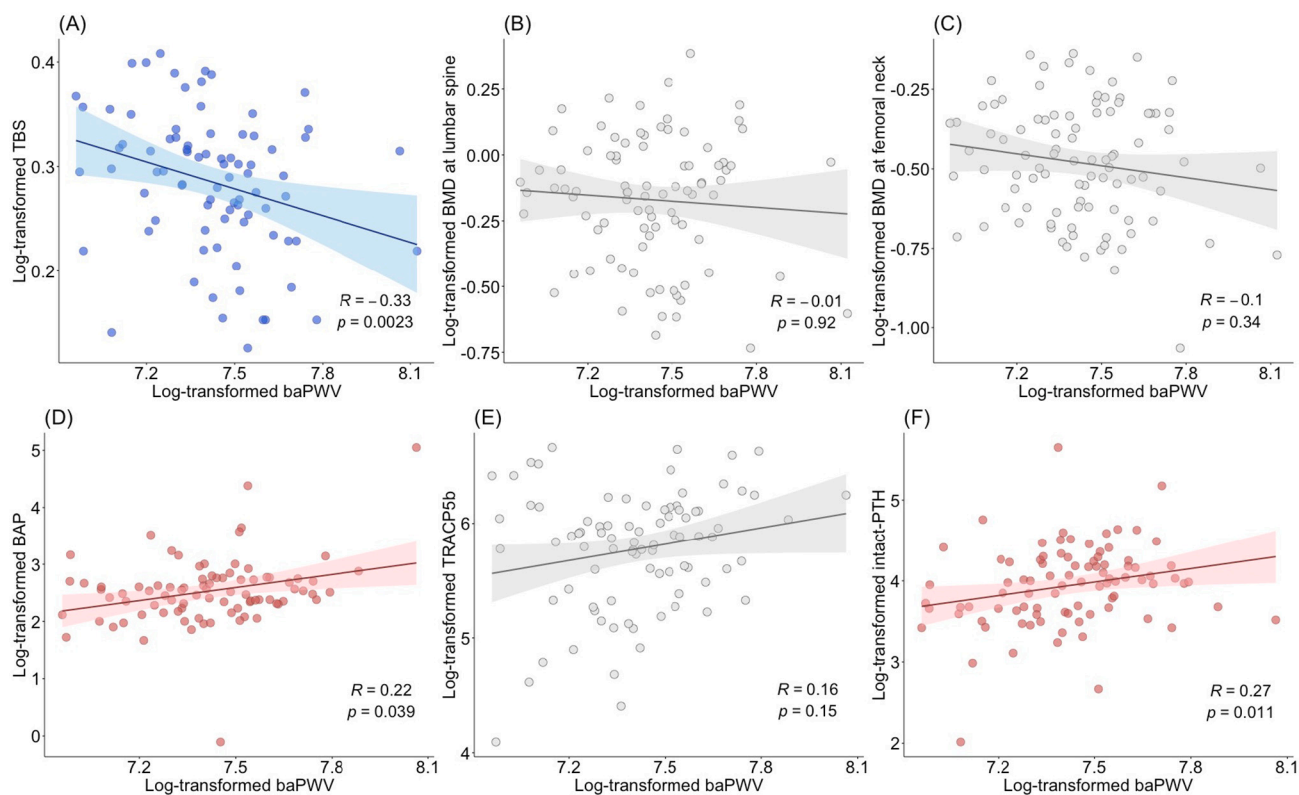 (A)
Log-transformed TBS
0.4
0.3
0.2
R = −0.33
p = 0.0023
7.2 7.5 7.8 8.1
Log-transformed baPWV
(B)
Log-transformed BMD at lumbar spine
0.25
0.00
-0.25
-0.50
-0.75
R = −0.01
p = 0.92
7.2 7.5 7.8 8.1
Log-transformed baPWV
(C)
Log-transformed BMD at femoral neck
-0.25
-0.50
-0.75
-1.00
R = −0.1
p = 0.34
7.2 7.5 7.8 8.1
Log-transformed baPWV
(D)
Log-transformed BAP
5
4
3
2
1
0
R = 0.22
p = 0.039
7.2 7.5 7.8 8.1
Log-transformed baPWV
(E)
Log-transformed TRACP5b
6
5
4
R = 0.16
p = 0.15
7.2 7.5 7.8 8.1
Log-transformed baPWV
(F)
Log-transformed intact-PTH
5
4
3
2
R = 0.27
p = 0.011
7.2 7.5 7.8 8.1
Log-transformed baPWV